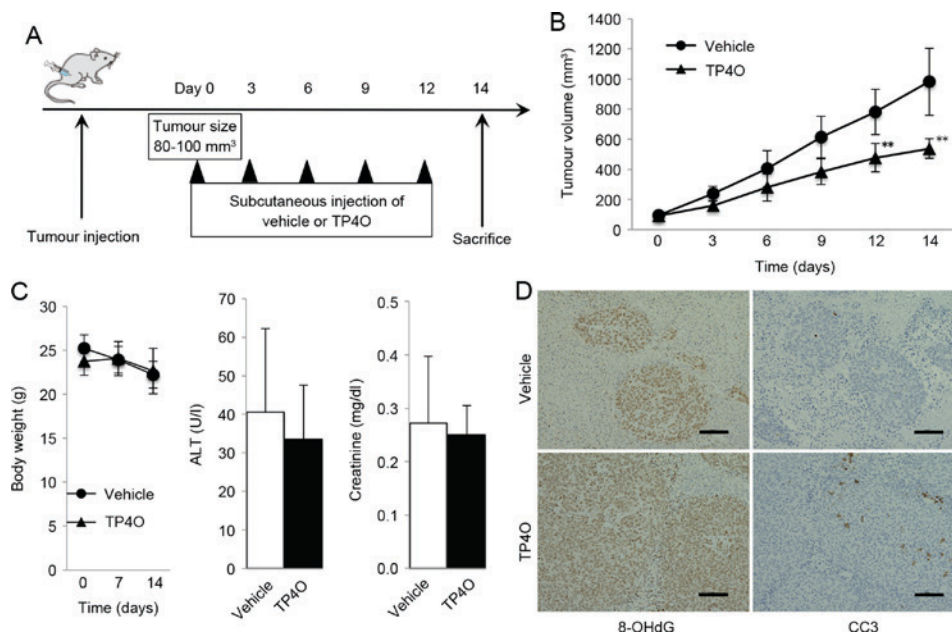 A
Day 0 3 6 9 12 14
Tumour size
80-100 mm³
Subcutaneous injection of
vehicle or TP4O
Tumour injection
Sacrifice
B
Tumour volume (mm³)
1400
1200
1000
800
600
400
200
0
Vehicle
TP4O
**
**
0 3 6 9 12 14
Time (days)
C
Body weight (g)
30
25
20
15
10
5
0
Vehicle
TP4O
0 7 14
Time (days)
ALT (U/l)
70
60
50
40
30
20
10
0
Vehicle
TP4O
Creatinine (mg/dl)
0.5
0.4
0.3
0.2
0.1
0.0
Vehicle
TP4O
D
Vehicle
TP4O
8-OHdG
CC3